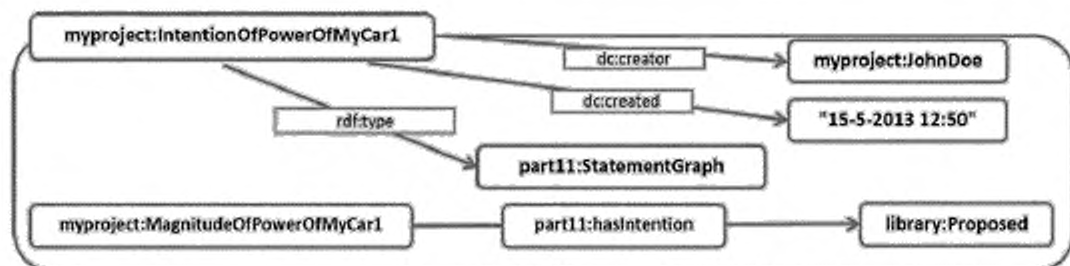 myproject:IntentionOfPowerOfMyCar1
dc:creator
myproject:JohnDoe
dc:created
"15-5-2013 12:50"
rdf:type
part11:StatementGraph
myproject:MagnitudeOfPowerOfMyCar1
part11:hasIntention
library:Proposed